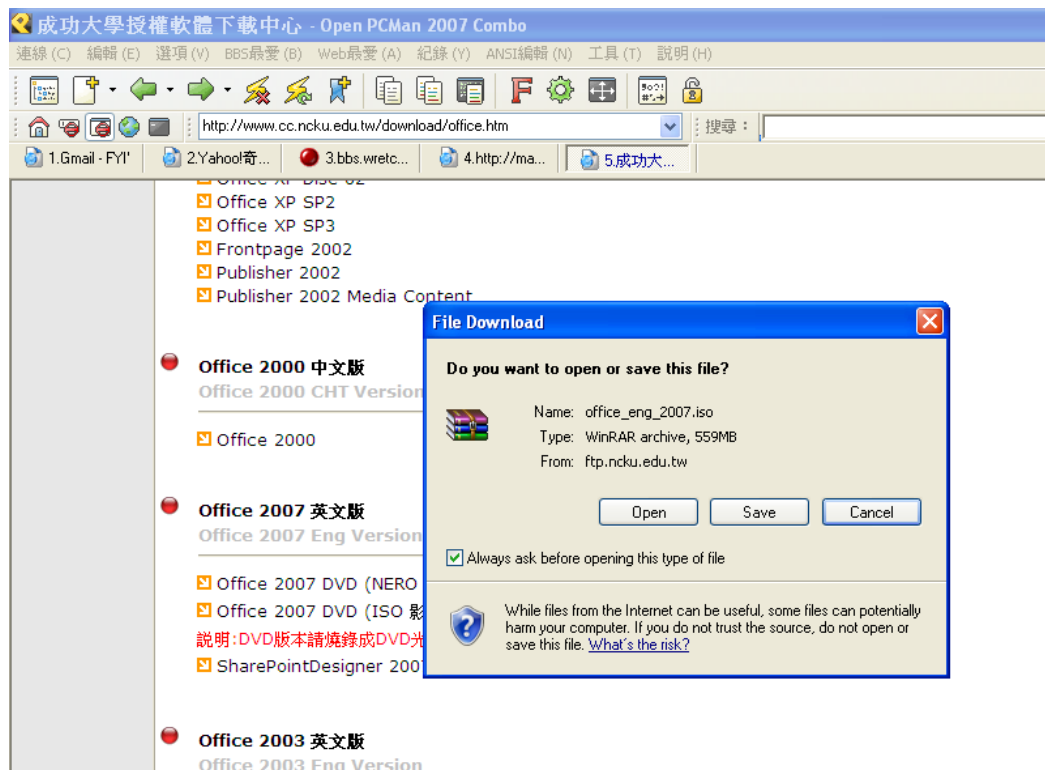 成功大學授權軟體下載中心 - Open PCMan 2007 Combo
連線(C) 編輯(E) 選項(V) BBS最愛(B) Web最愛(A) 紀錄(Y) ANSI編輯(N) 工具(T) 說明(H)
http://www.cc.ncku.edu.tw/download/office.htm 搜尋：
1.Gmail - FYI' 2.Yahoo!奇... 3.bbs.wretc... 4.http://ma... 5.成功大...
Office XP Disc 02
Office XP SP2
Office XP SP3
Frontpage 2002
Publisher 2002
Publisher 2002 Media Content
Office 2000 中文版
Office 2000 CHT Version
Office 2000
Office 2007 英文版
Office 2007 Eng Version
Office 2007 DVD (NERO
Office 2007 DVD (ISO 影
說明:DVD版本請燒錄成DVD光
SharePointDesigner 2007
Office 2003 英文版
Office 2003 Eng Version
File Download
Do you want to open or save this file?
Name: office_eng_2007.iso
Type: WinRAR archive, 559MB
From: ftp.ncku.edu.tw
Open Save Cancel
Always ask before opening this type of file
While files from the Internet can be useful, some files can potentially
harm your computer. If you do not trust the source, do not open or
save this file. What's the risk?